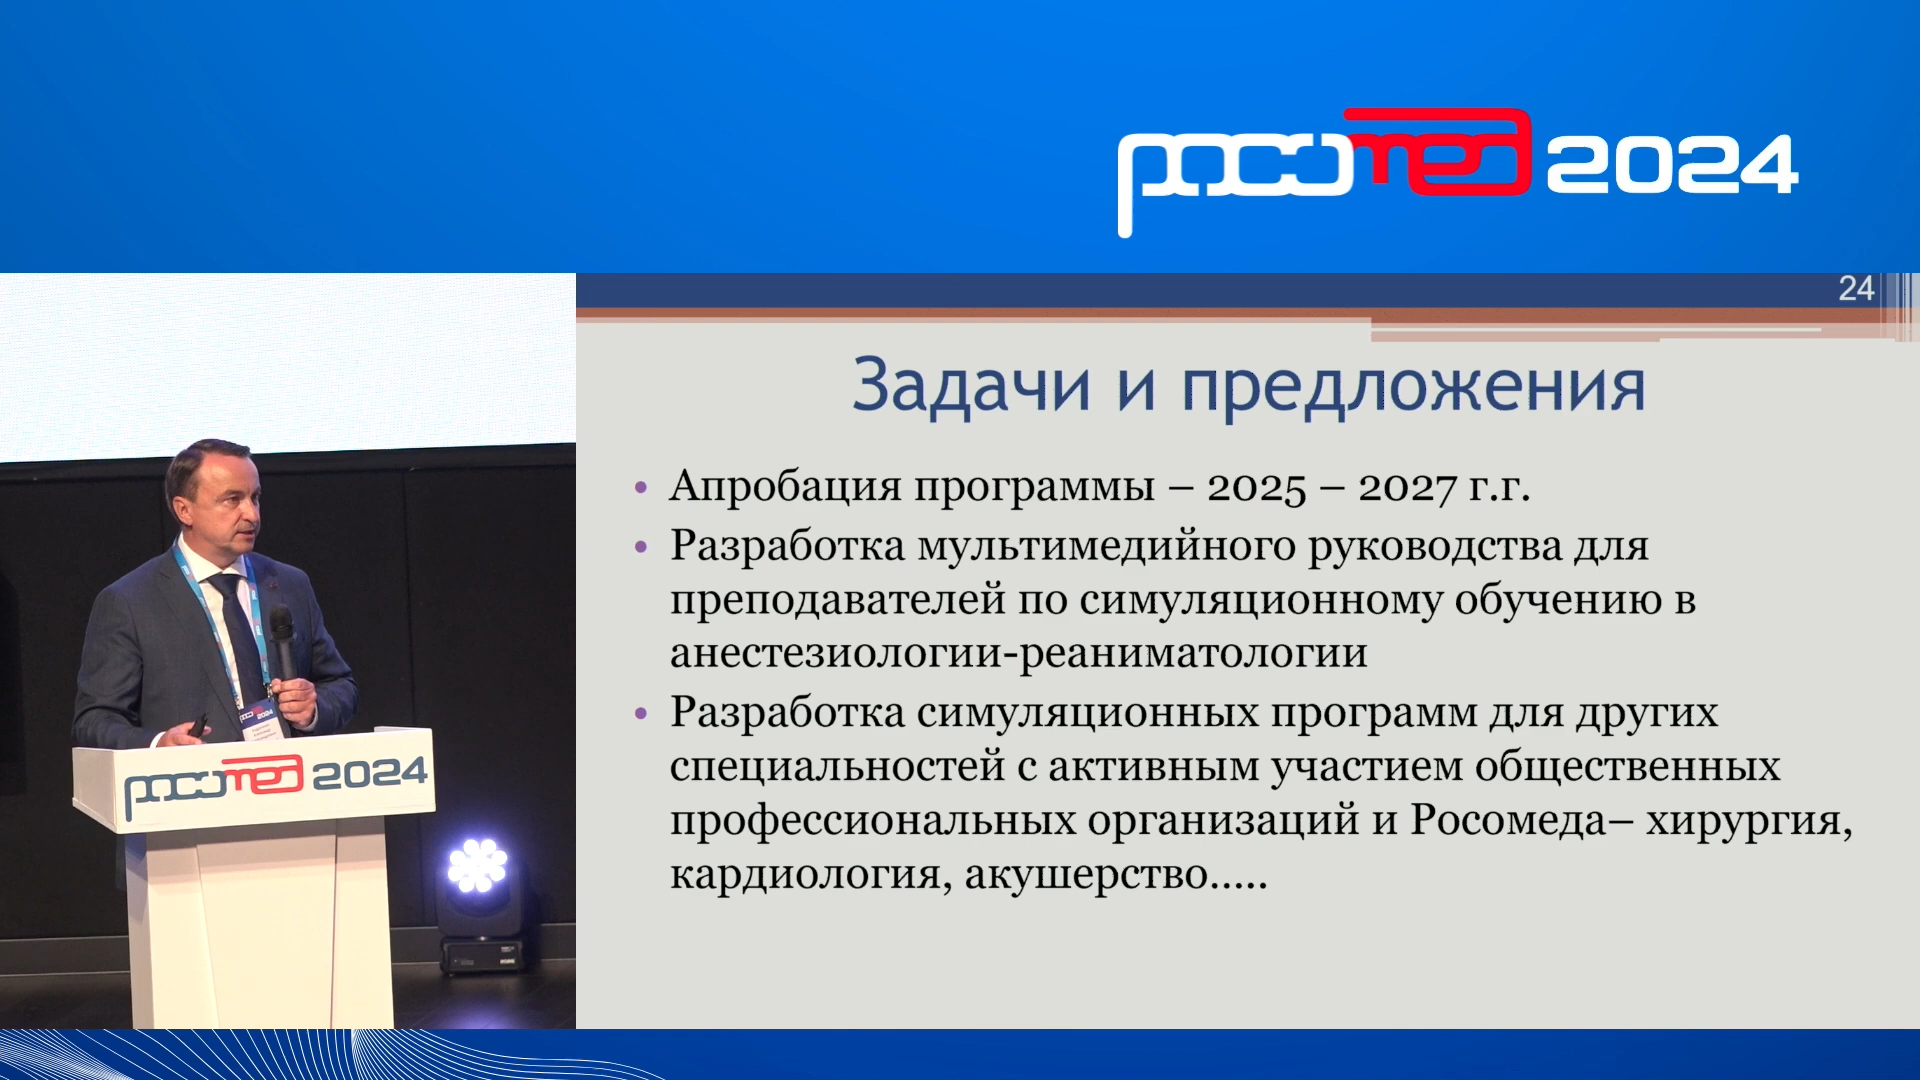 росомед 2024
24
Задачи и предложения
• Апробация программы – 2025 – 2027 г.г.
• Разработка мультимедийного руководства для
преподавателей по симуляционному обучению в
анестезиологии-реаниматологии
• Разработка симуляционных программ для других
специальностей с активным участием общественных
профессиональных организаций и Росомеда– хирургия,
кардиология, акушерство.....
росомед 2024